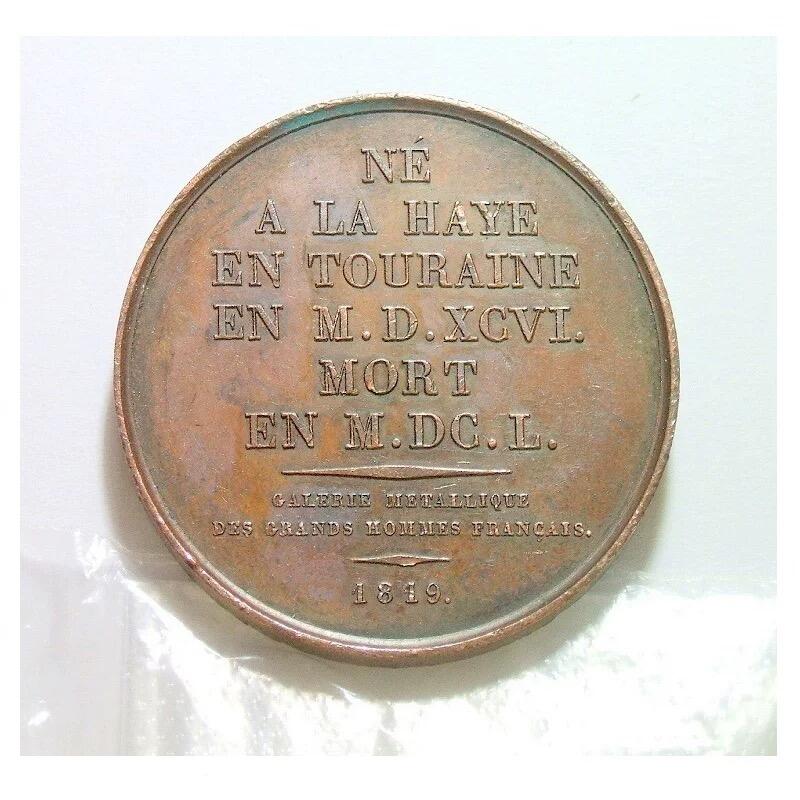 NÉ
A LA HAYE
EN TOURAINE
EN M.D.XCVI.
MORT
EN M.DC.L.
GALERIE METALLIQUE
DES GRANDS HOMMES FRANÇAIS.
1819.